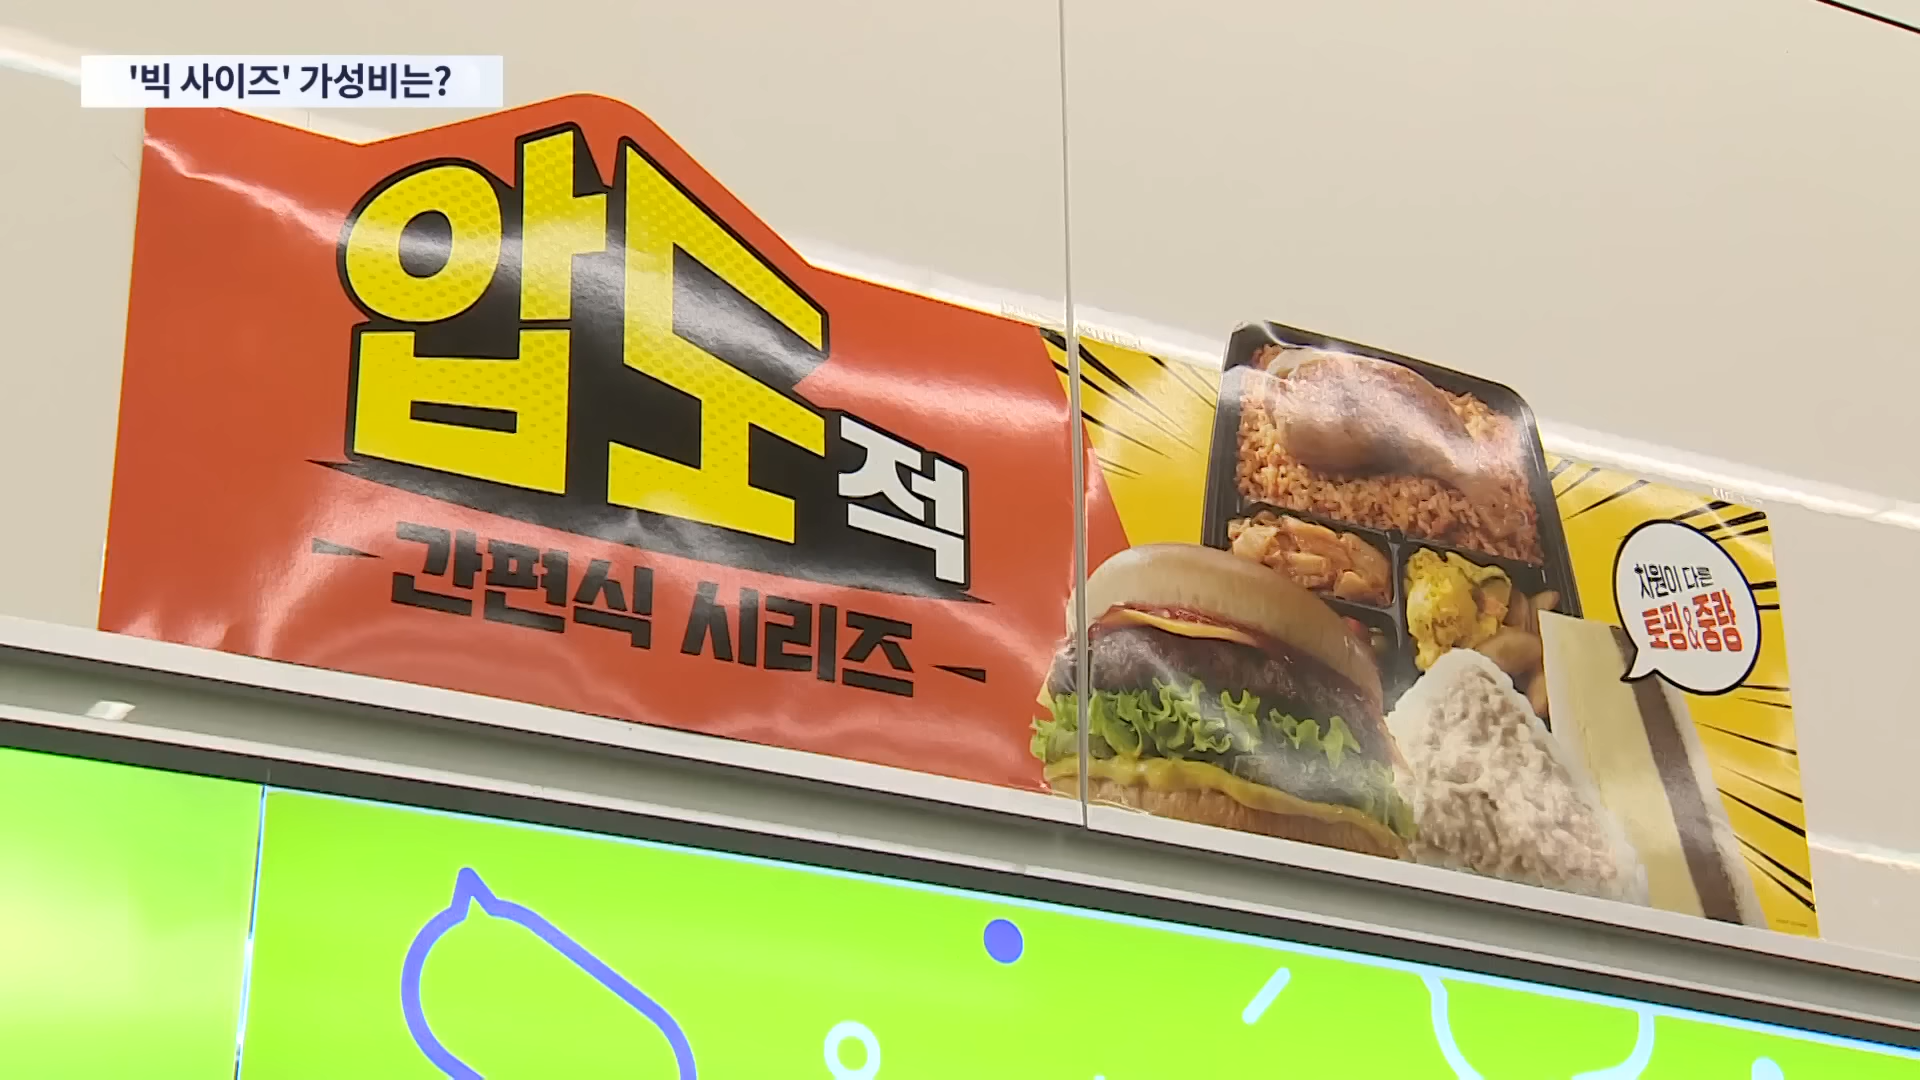 '빅 사이즈' 가성비는?
압도적
간편식 시리즈
차원이 다른
토핑&중량